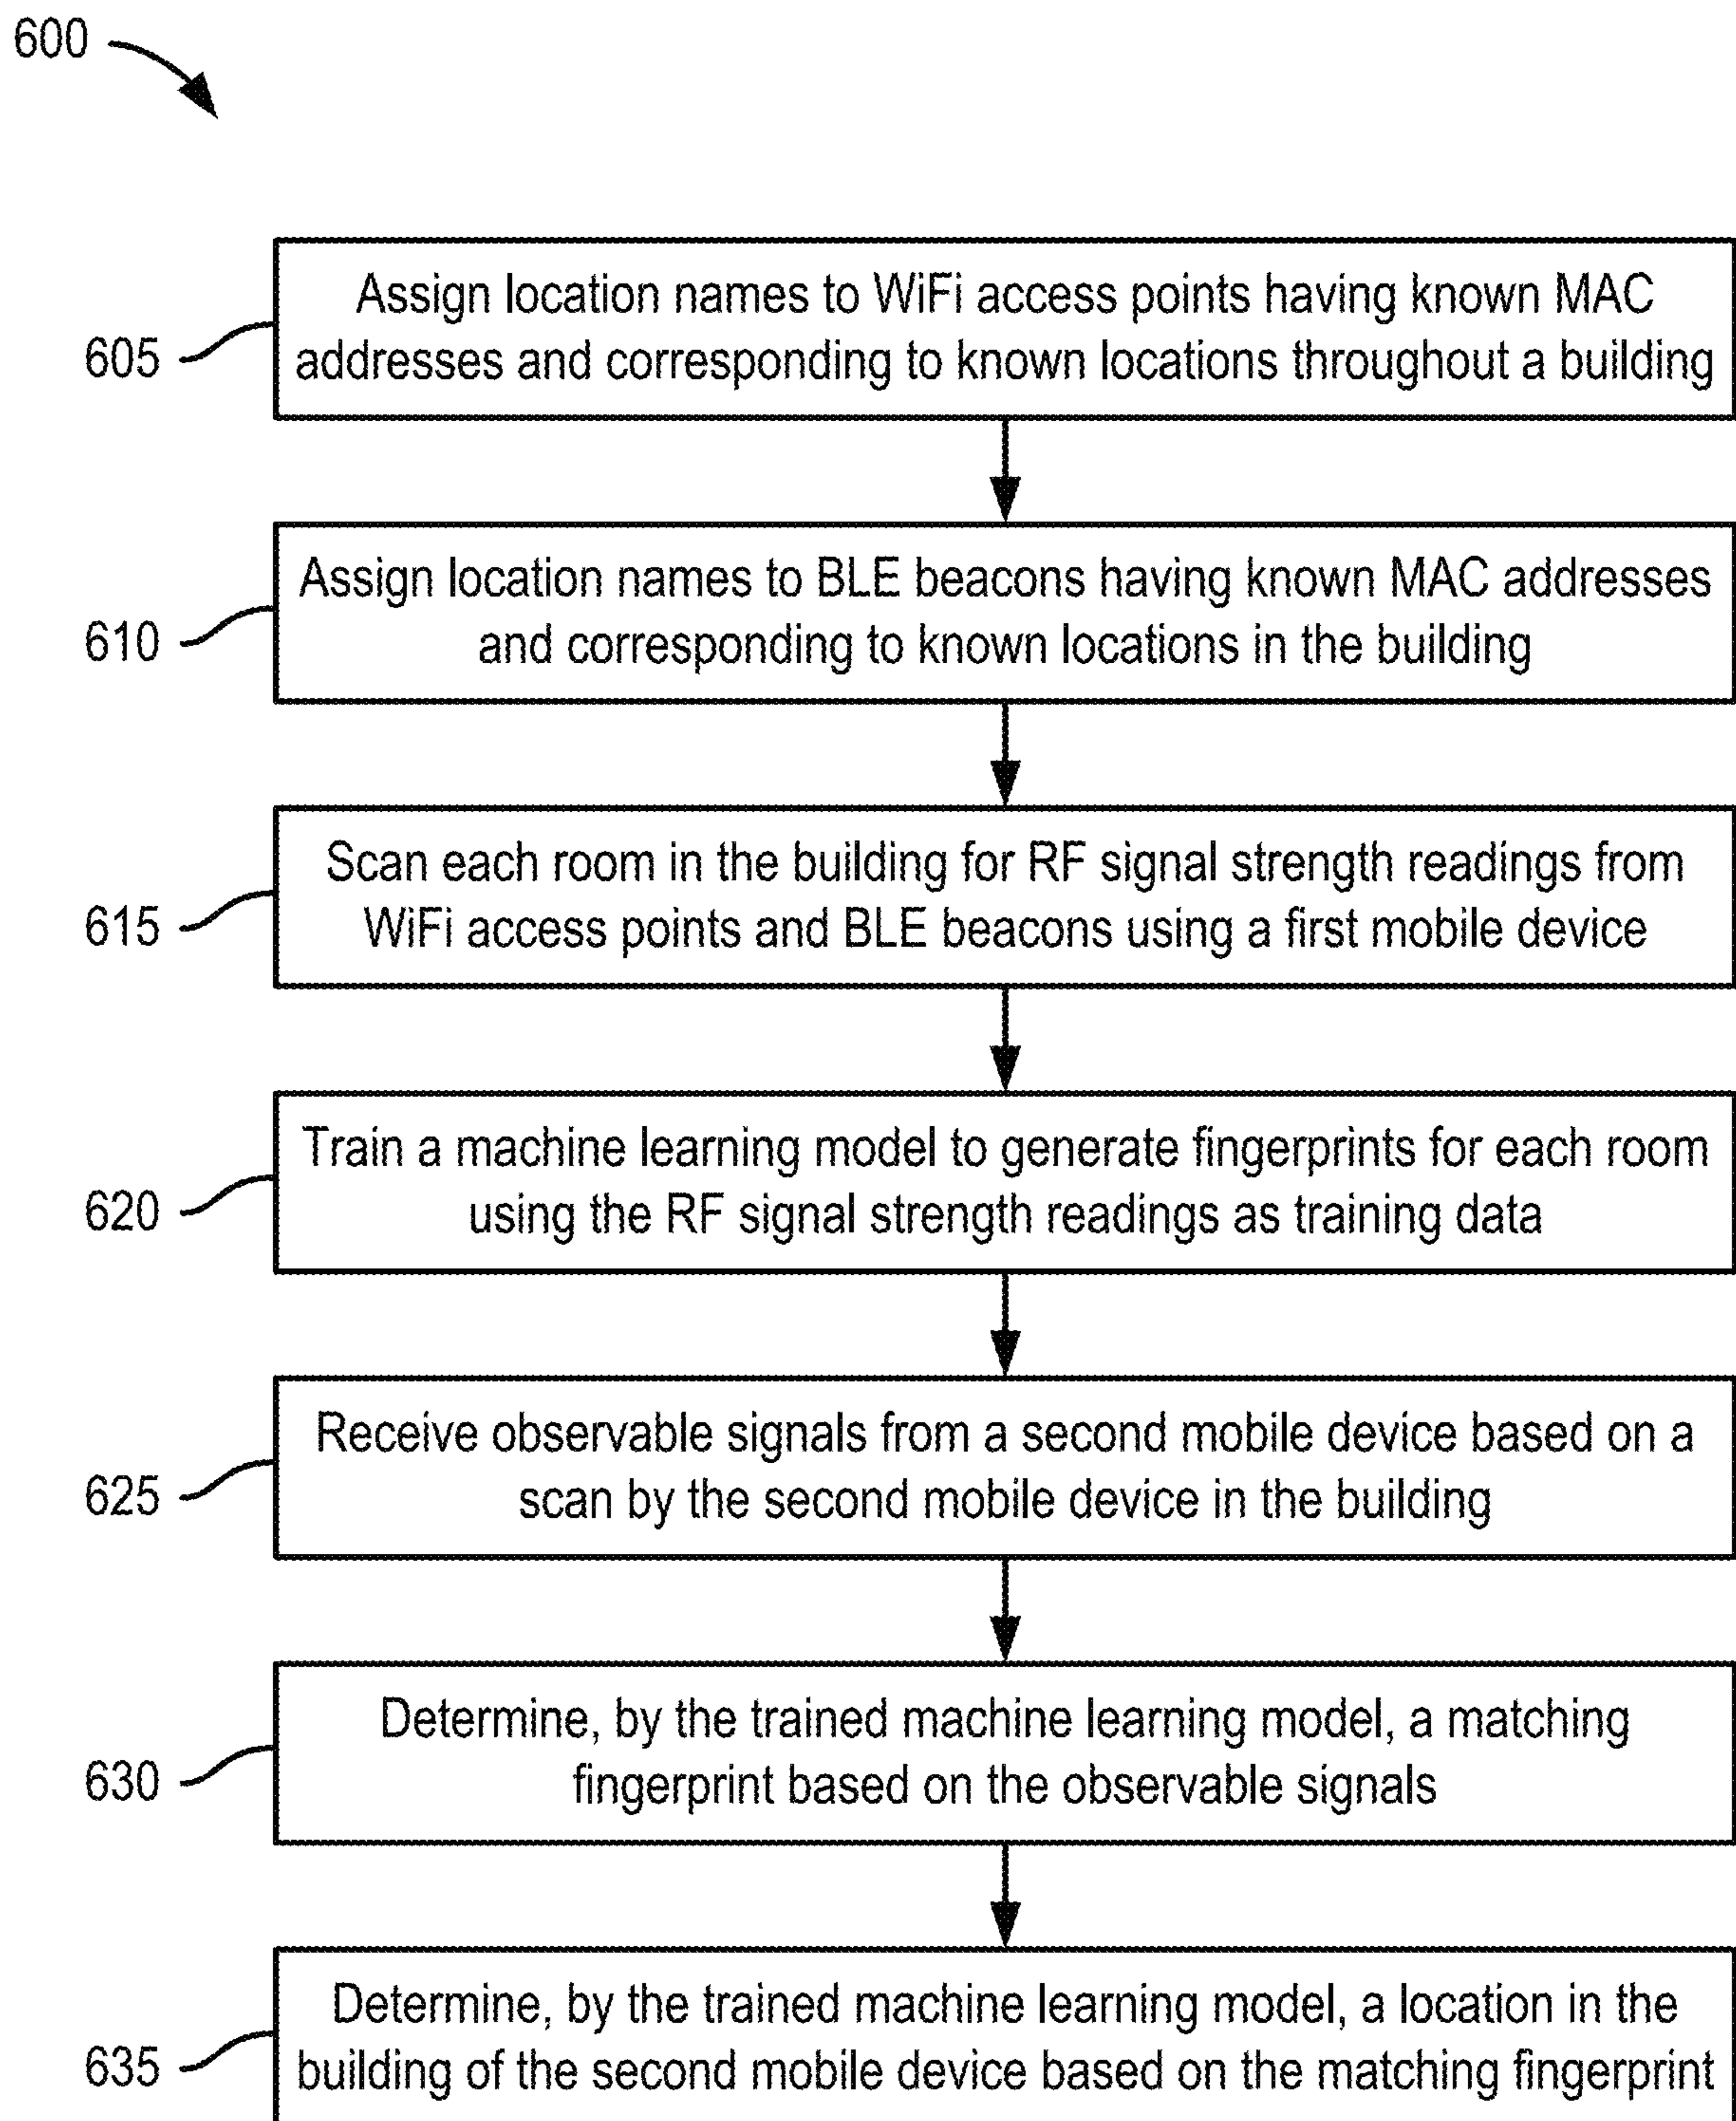 600
605
Assign location names to WiFi access points having known MAC
addresses and corresponding to known locations throughout a building
610
Assign location names to BLE beacons having known MAC addresses
and corresponding to known locations in the building
615
Scan each room in the building for RF signal strength readings from
WiFi access points and BLE beacons using a first mobile device
620
Train a machine learning model to generate fingerprints for each room
using the RF signal strength readings as training data
625
Receive observable signals from a second mobile device based on a
scan by the second mobile device in the building
630
Determine, by the trained machine learning model, a matching
fingerprint based on the observable signals
635
Determine, by the trained machine learning model, a location in the
building of the second mobile device based on the matching fingerprint